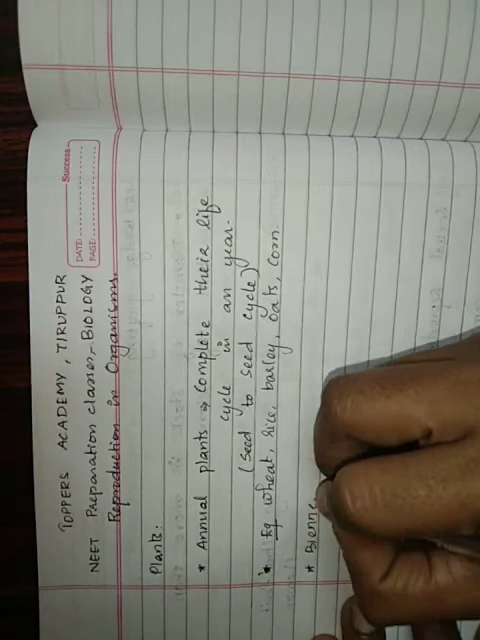 TOPPERS ACADEMY, TIRUPPUR
NEET Preparation classes - BIOLOGY
Success
DATE:
PAGE:
Reproduction in Organisms.
Plants:
* Annual plants → Complete their life
cycle in an year.
(seed to seed cycle)
* Eg wheat, Rice, barley, Oats, Corn.
* Bienne